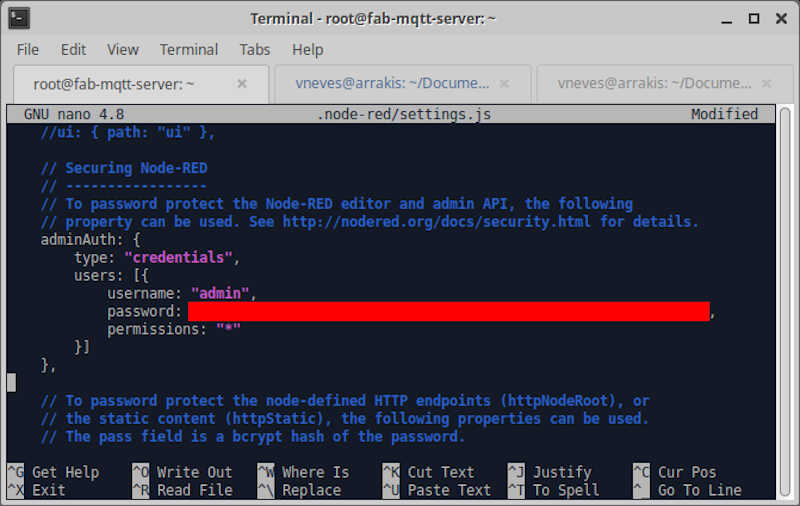 Terminal - root@fab-mqtt-server: ~
File Edit View Terminal Tabs Help
root@fab-mqtt-server: ~ × vneves@arrakis: ~/Docume... × vneves@arrakis: ~/Docume... ×
GNU nano 4.8 .node-red/settings.js Modified
//ui: { path: "ui" },
// Securing Node-RED
// -----------------
// To password protect the Node-RED editor and admin API, the following
// property can be used. See http://nodered.org/docs/security.html for details.
adminAuth: {
type: "credentials",
users: [{
username: "admin",
password: ,
permissions: "*"
}]
},
// To password protect the node-defined HTTP endpoints (httpNodeRoot), or
// the static content (httpStatic), the following properties can be used.
// The pass field is a bcrypt hash of the password.
^G Get Help ^O Write Out ^W Where Is ^K Cut Text ^J Justify ^C Cur Pos
^X Exit ^R Read File ^\ Replace ^U Paste Text ^T To Spell ^_ Go To Line